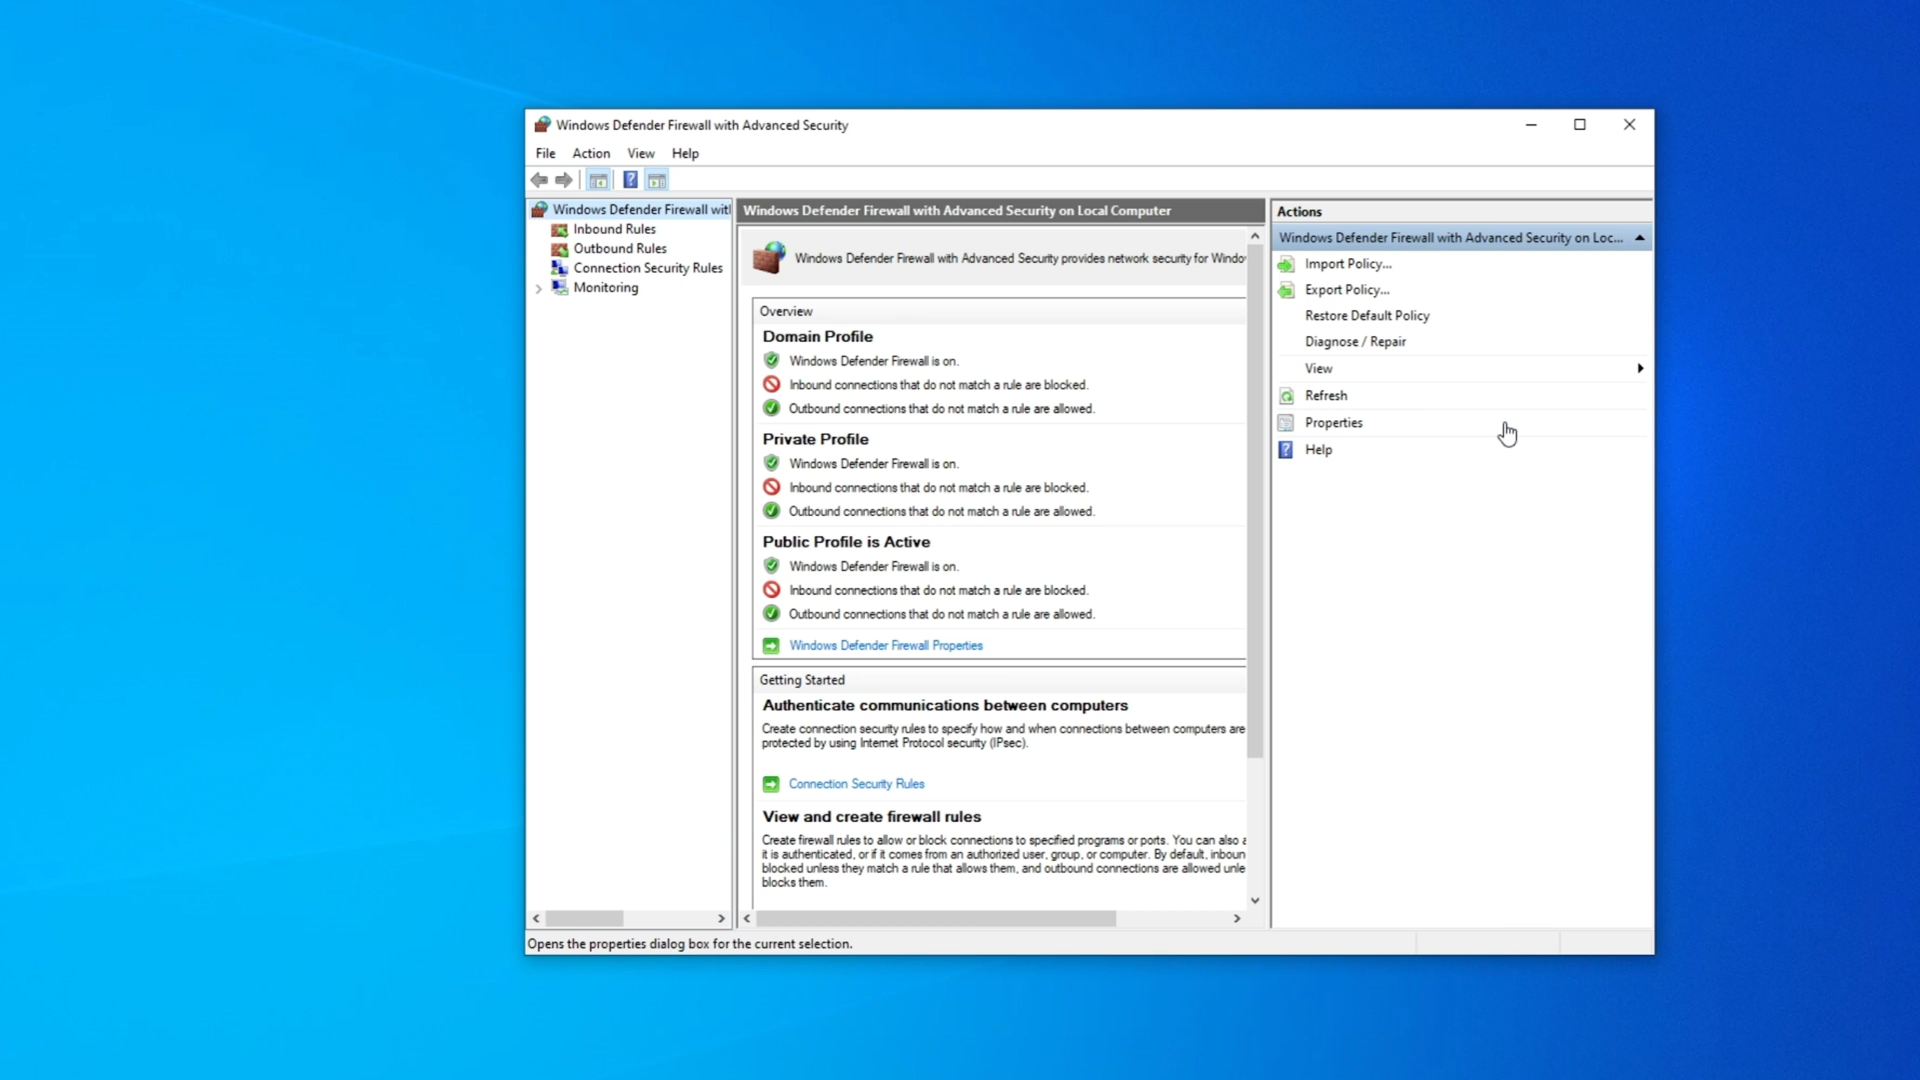 Windows Defender Firewall with Advanced Security
File Action View Help
Windows Defender Firewall wit
Inbound Rules
Outbound Rules
Connection Security Rules
Monitoring
Windows Defender Firewall with Advanced Security on Local Computer
Windows Defender Firewall with Advanced Security provides network security for Windo
Overview
Domain Profile
Windows Defender Firewall is on.
Inbound connections that do not match a rule are blocked.
Outbound connections that do not match a rule are allowed.
Private Profile
Windows Defender Firewall is on.
Inbound connections that do not match a rule are blocked.
Outbound connections that do not match a rule are allowed.
Public Profile is Active
Windows Defender Firewall is on.
Inbound connections that do not match a rule are blocked.
Outbound connections that do not match a rule are allowed.
Windows Defender Firewall Properties
Getting Started
Authenticate communications between computers
Create connection security rules to specify how and when connections between computers are
protected by using Internet Protocol security (IPsec).
Connection Security Rules
View and create firewall rules
Create firewall rules to allow or block connections to specified programs or ports. You can also a
it is authenticated, or if it comes from an authorized user, group, or computer. By default, inboun
blocked unless they match a rule that allows them, and outbound connections are allowed unle
blocks them.
Actions
Windows Defender Firewall with Advanced Security on Loc...
Import Policy...
Export Policy...
Restore Default Policy
Diagnose / Repair
View
Refresh
Properties
Help
Opens the properties dialog box for the current selection.